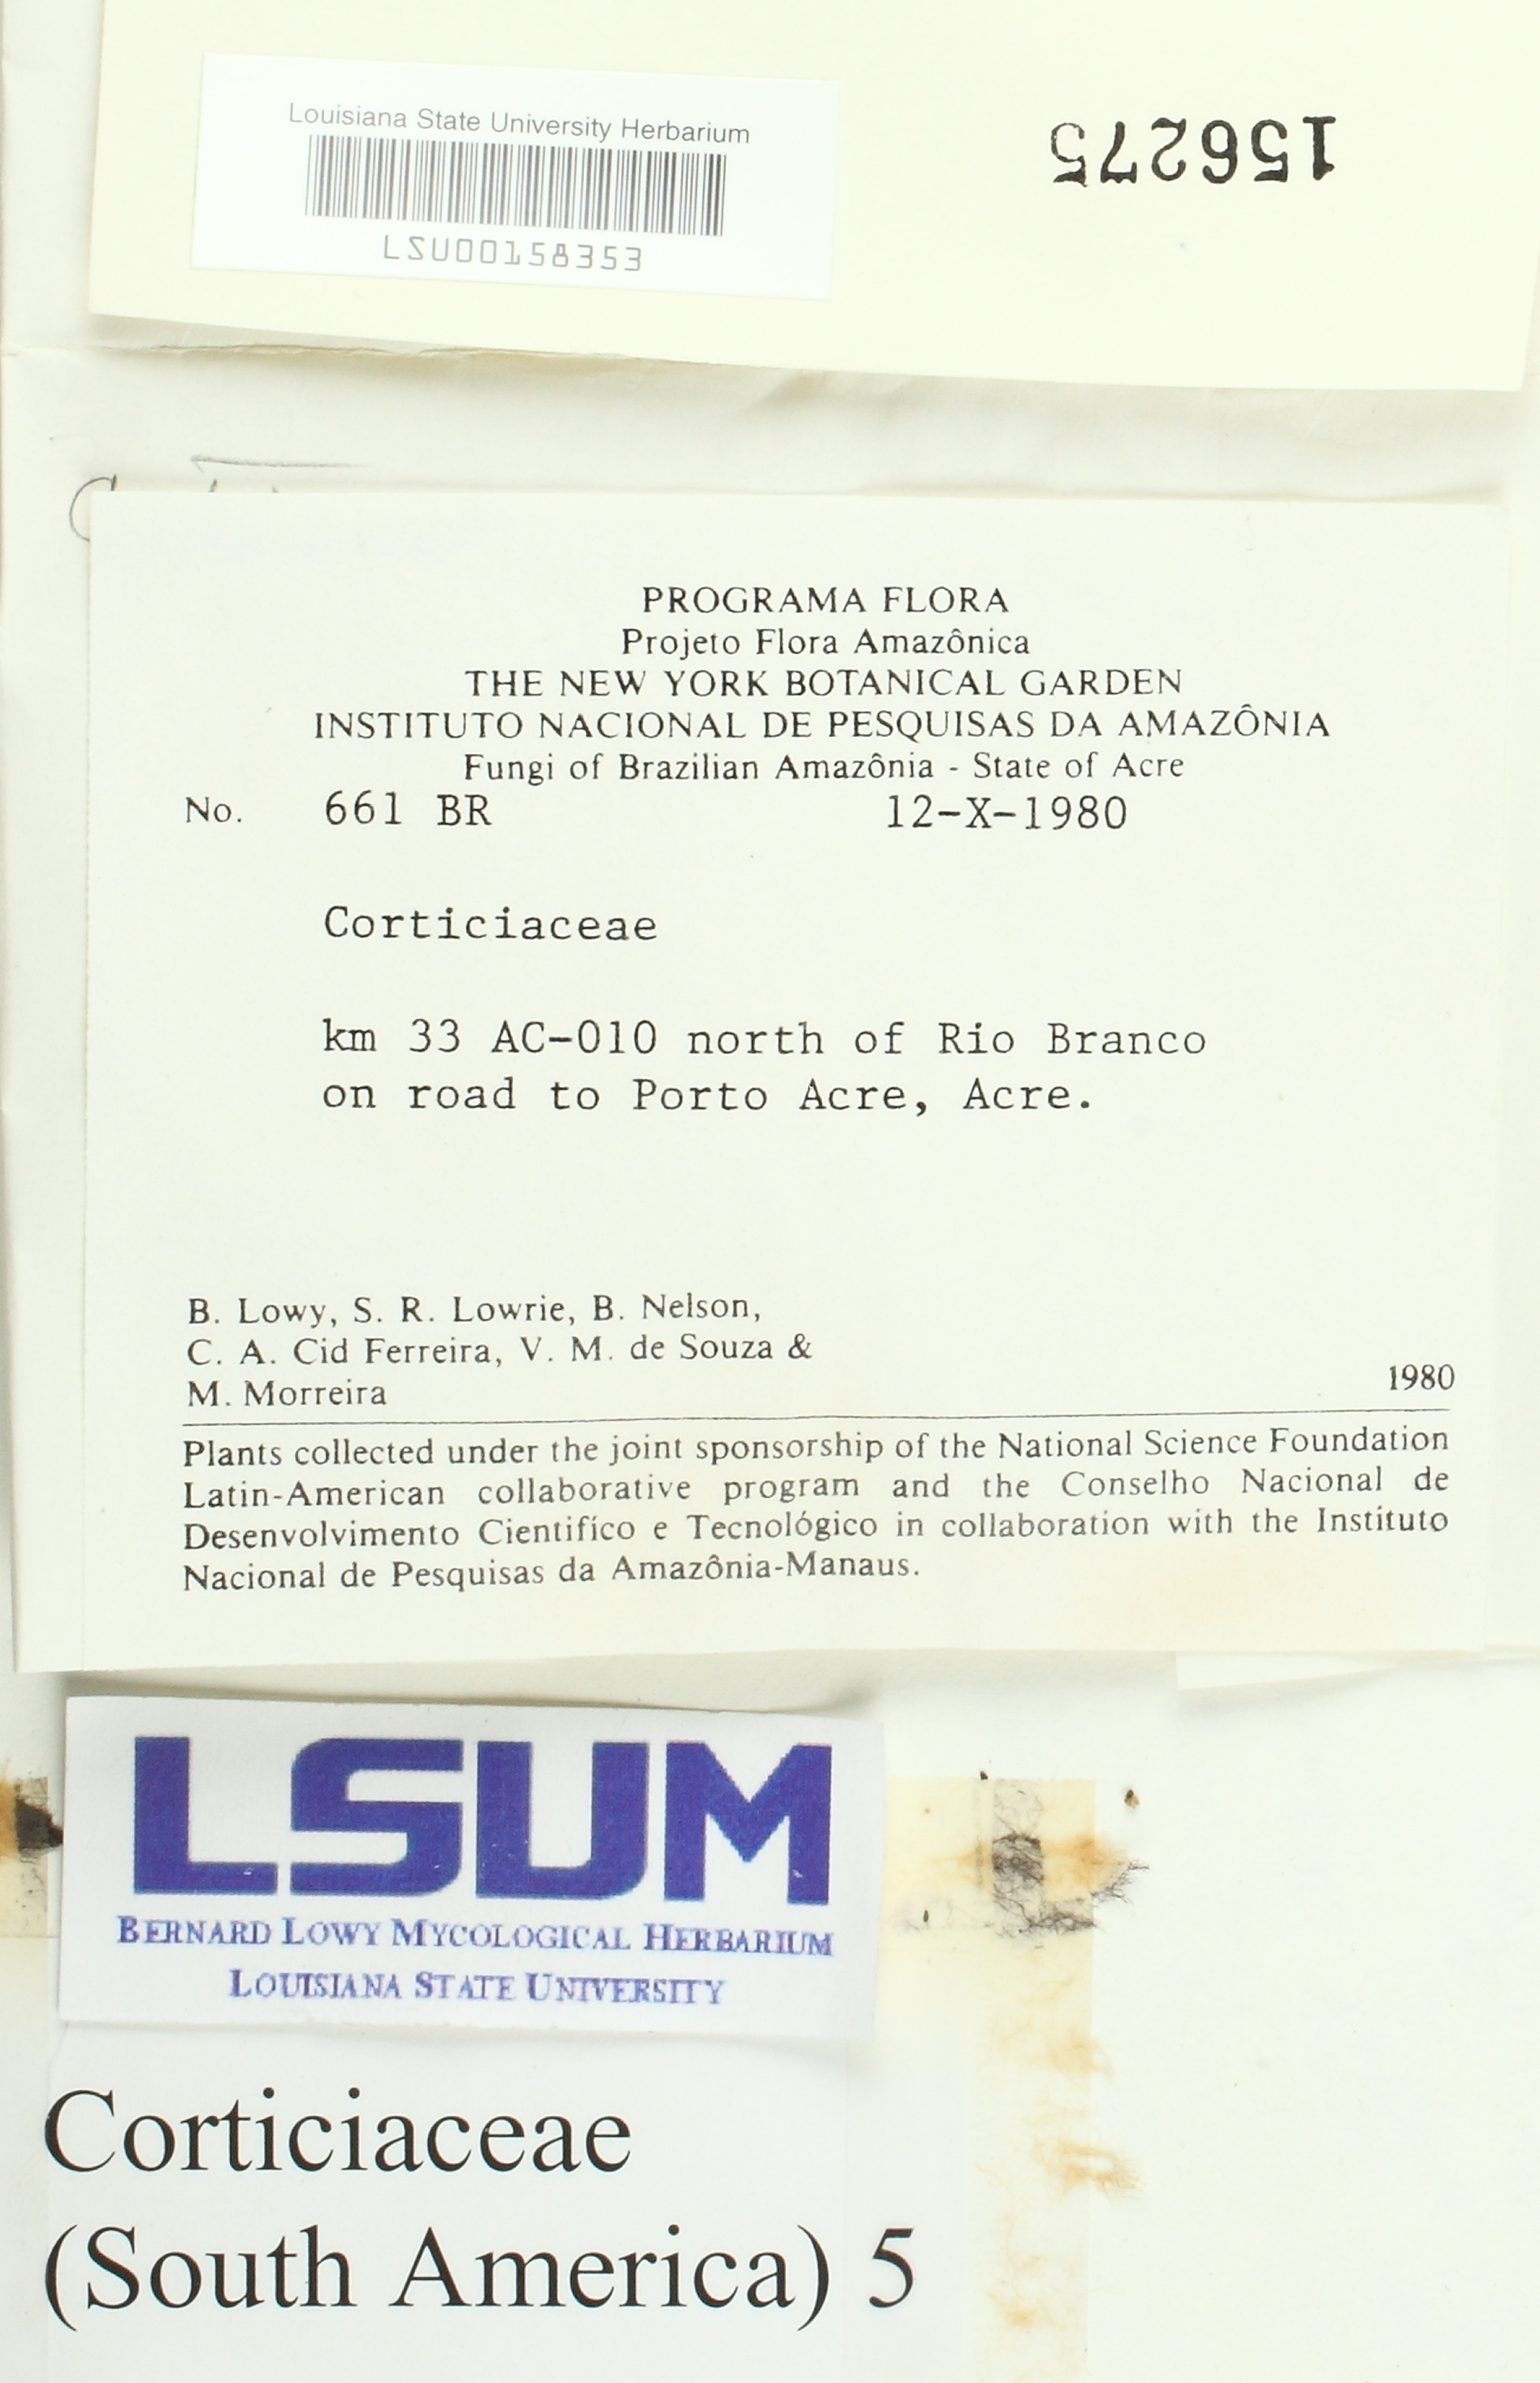 Louisiana State University Herbarium
LSU00158353
156275
PROGRAMA FLORA
Projeto Flora Amazônica
THE NEW YORK BOTANICAL GARDEN
INSTITUTO NACIONAL DE PESQUISAS DA AMAZÔNIA
Fungi of Brazilian Amazônia - State of Acre
No. 661 BR 12-X-1980
Corticiaceae
km 33 AC-010 north of Rio Branco
on road to Porto Acre, Acre.
B. Lowy, S. R. Lowrie, B. Nelson,
C. A. Cid Ferreira, V. M. de Souza &
M. Morreira
1980
Plants collected under the joint sponsorship of the National Science Foundation
Latin-American collaborative program and the Conselho Nacional de
Desenvolvimento Cientifíco e Tecnológico in collaboration with the Instituto
Nacional de Pesquisas da Amazônia-Manaus.
LSUM
BERNARD LOWY MYCOLOGICAL HERBARIUM
LOUISIANA STATE UNIVERSITY
Corticiaceae
(South America) 5